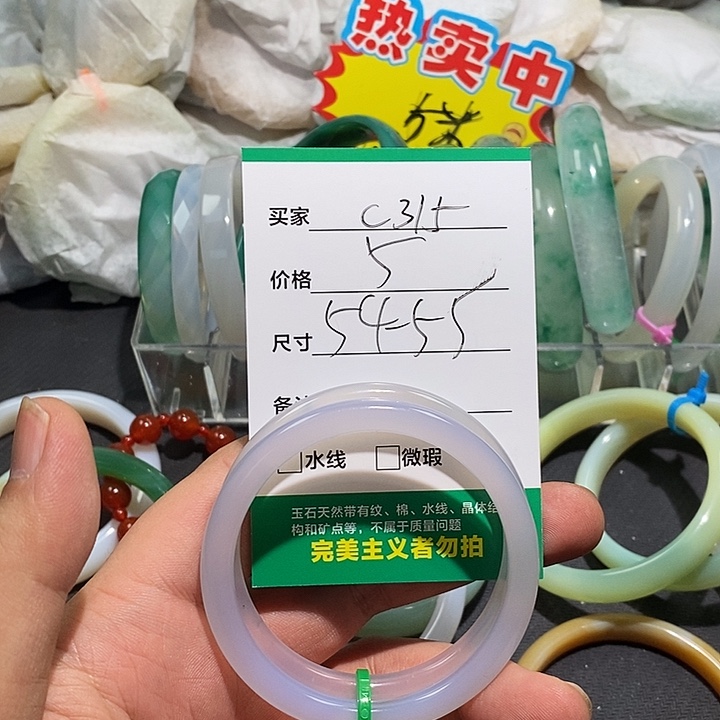 热卖中
买家 C315
价格 5
尺寸 54-55
水线 微瑕
玉石天然带有纹、棉、水线、晶体结
构和矿点等，不属于质量问题
完美主义者勿拍